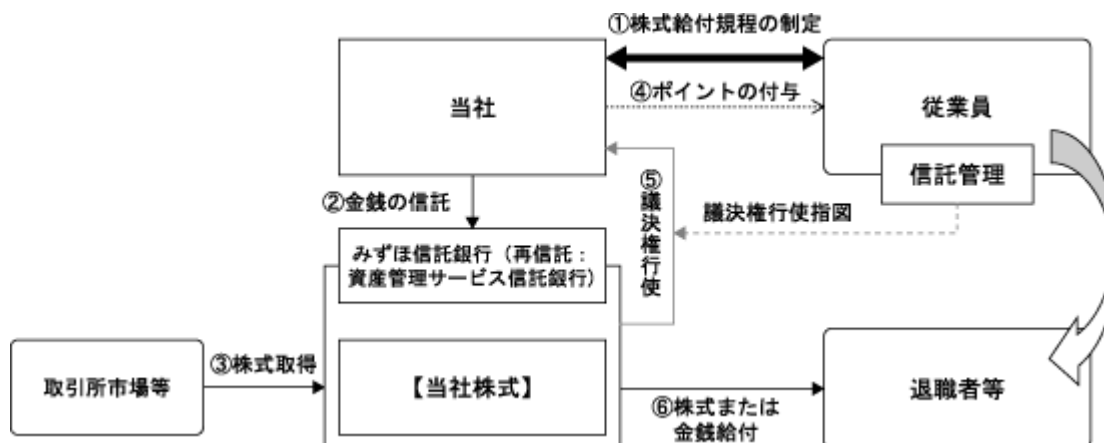 ①株式給付規程の制定
当社
④ポイントの付与
従業員
信託管理
②金銭の信託
⑤議決権行使
議決権行使指図
みずほ信託銀行（再信託：
資産管理サービス信託銀行）
③株式取得
取引所市場等
【当社株式】
退職者等
⑥株式または
金銭給付